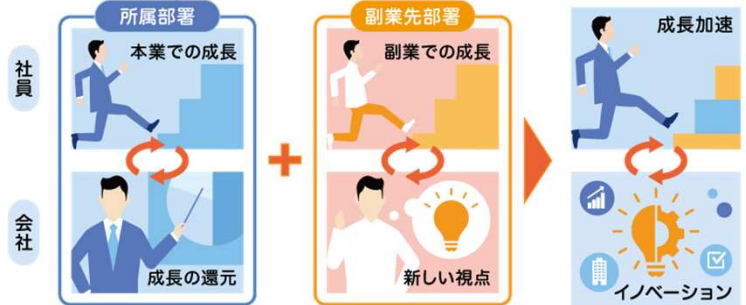 所属部署
副業先部署
社員
本業での成長
副業での成長
成長加速
会社
成長の還元
新しい視点
イノベーション